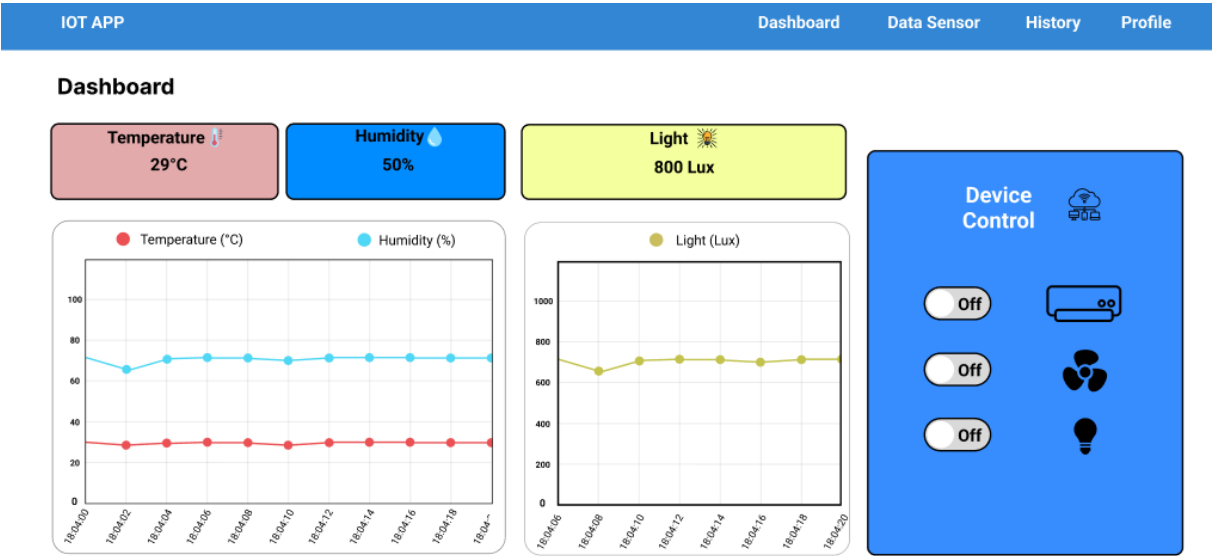 IOT APP
Dashboard
Data Sensor
History
Profile
Dashboard
Temperature
29°C
Humidity
50%
Light
800 Lux
Device
Control
Off
Off
Off
Temperature (°C)
Humidity (%)
100
80
60
40
20
0
18:04:00
18:04:02
18:04:04
18:04:06
18:04:08
18:04:10
18:04:12
18:04:14
18:04:16
18:04:18
18:04:
Light (Lux)
1000
800
600
400
200
0
18:04:06
18:04:08
18:04:10
18:04:12
18:04:14
18:04:16
18:04:18
18:04:20